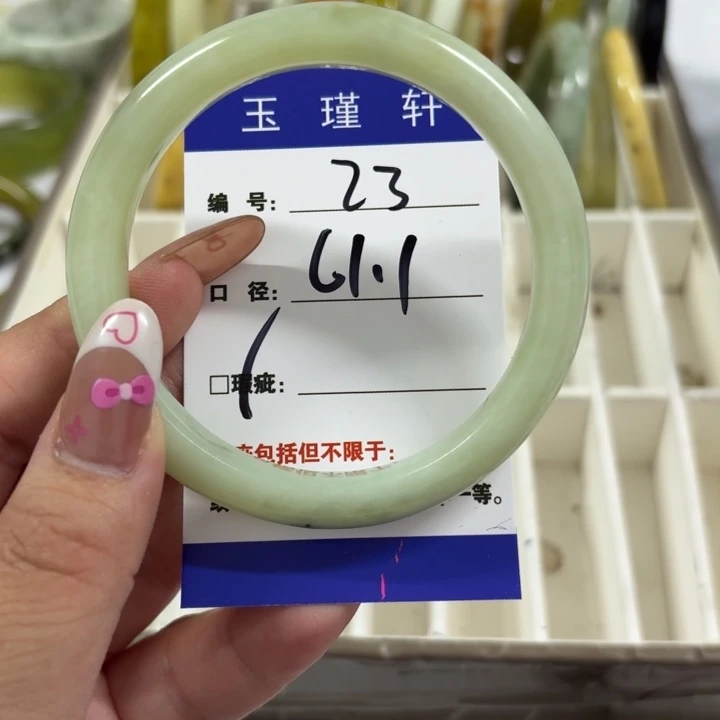 玉瑾轩
编号: 23
口径: 61.1
□瑕疵:
包括但不限于:
等。